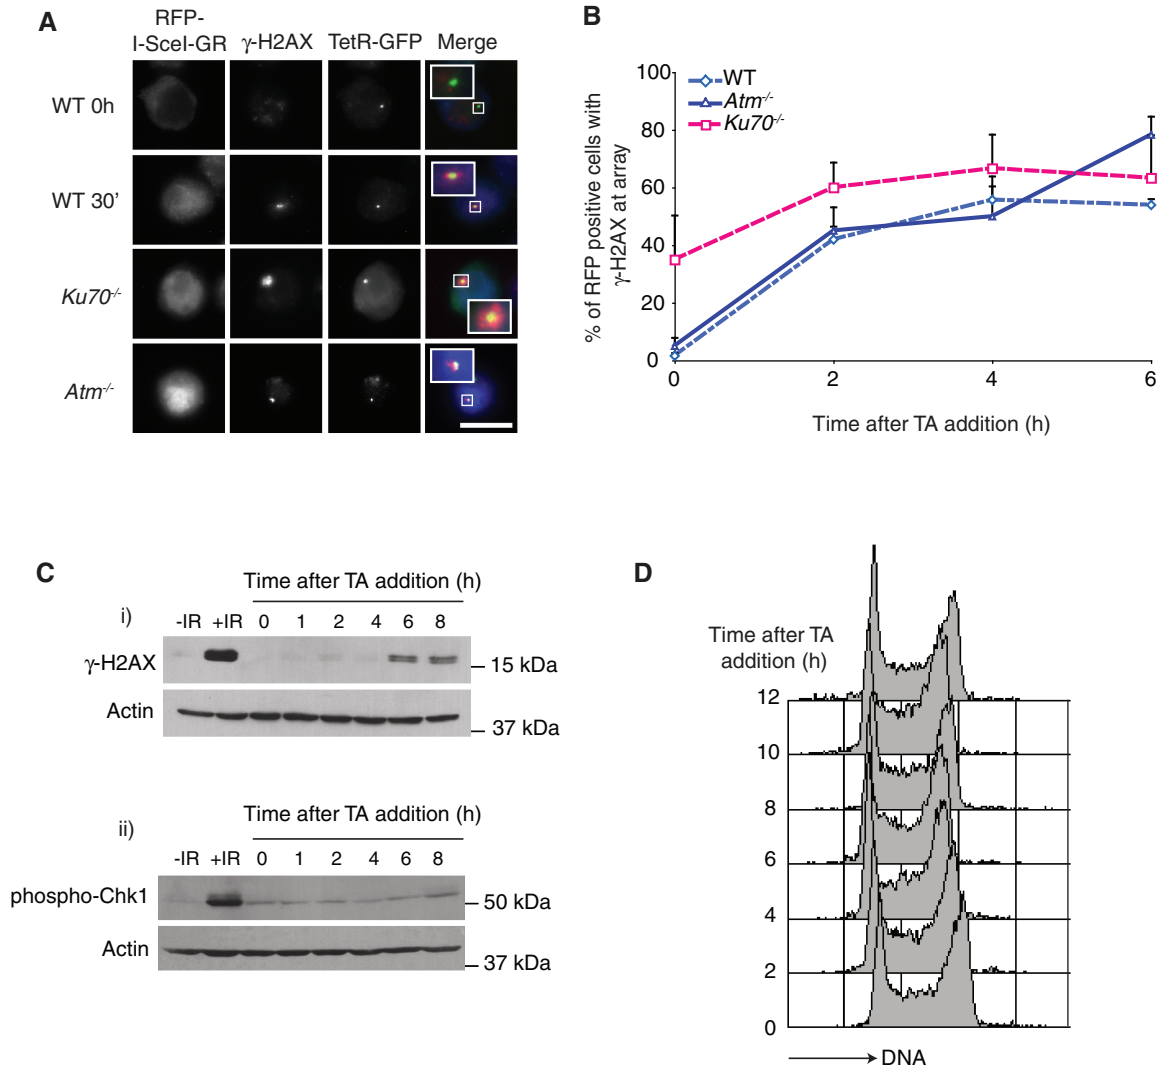 A
RFP-
I-SceI-GR
γ-H2AX
TetR-GFP
Merge
WT 0h
WT 30’
Ku70-/-
Atm-/-
B
% of RFP positive cells with
γ-H2AX at array
100
80
60
40
20
0
WT
Atm-/-
Ku70-/-
0 2 4 6
Time after TA addition (h)
C
Time after TA addition (h)
i)
-IR +IR 0 1 2 4 6 8
γ-H2AX
15 kDa
Actin
37 kDa
Time after TA addition (h)
ii)
-IR +IR 0 1 2 4 6 8
phospho-Chk1
50 kDa
Actin
37 kDa
D
Time after TA
addition (h)
12
10
8
6
4
2
0
DNA